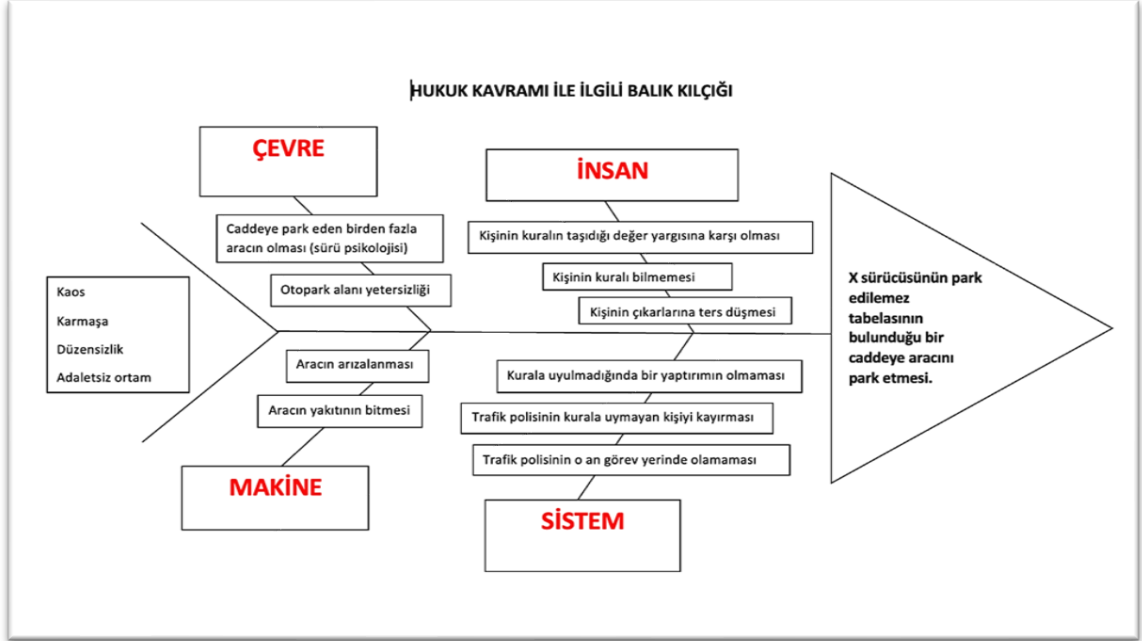 HUKUK KAVRAMI İLE İLGİLİ BALIK KILÇIĞI
ÇEVRE
Caddeye park eden birden fazla
aracın olması (sürü psikolojisi)
Otopark alanı yetersizliği
İNSAN
Kişinin kuralın taşıdığı değer yargısına karşı olması
Kişinin kuralı bilmemesi
Kişinin çıkarlarına ters düşmesi
Kaos
Karmaşa
Düzensizlik
Adaletsiz ortam
X sürücüsünün park
edilemez
tabelasının
bulunduğu bir
caddeye aracını
park etmesi.
Aracın arızalanması
Aracın yakıtının bitmesi
MAKİNE
Kurala uyulmadığında bir yaptırımın olmaması
Trafik polisinin kurala uymayan kişiyi kayırması
Trafik polisinin o an görev yerinde olamaması
SİSTEM